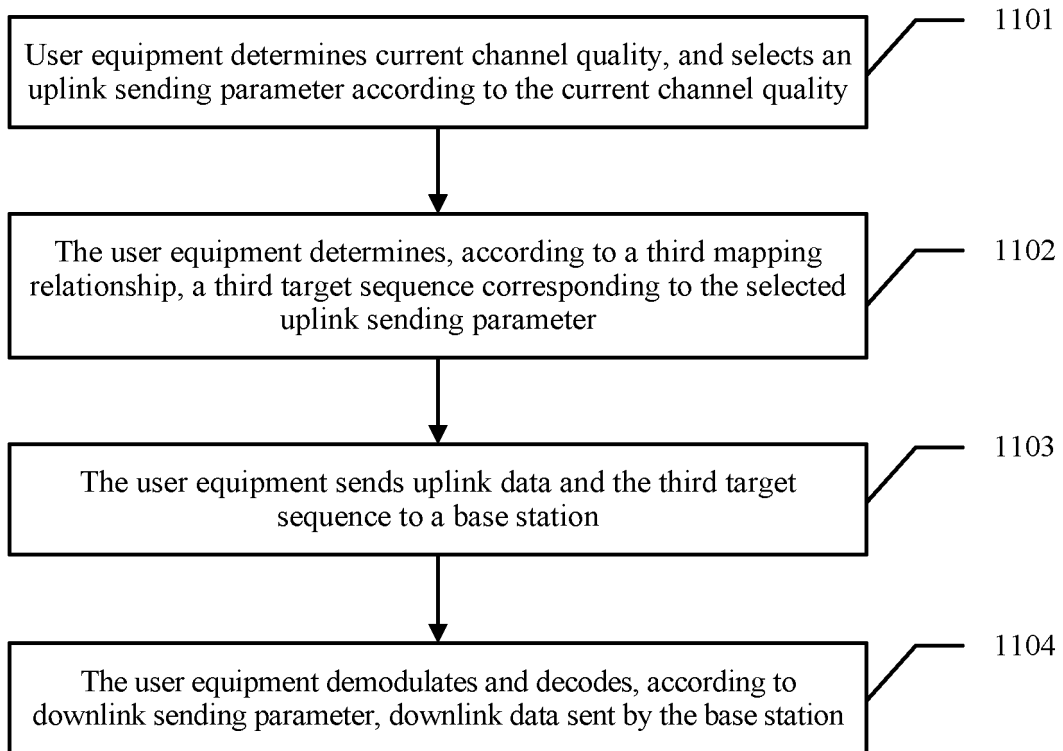 1101
User equipment determines current channel quality, and selects an
uplink sending parameter according to the current channel quality
1102
The user equipment determines, according to a third mapping
relationship, a third target sequence corresponding to the selected
uplink sending parameter
1103
The user equipment sends uplink data and the third target
sequence to a base station
1104
The user equipment demodulates and decodes, according to
downlink sending parameter, downlink data sent by the base station